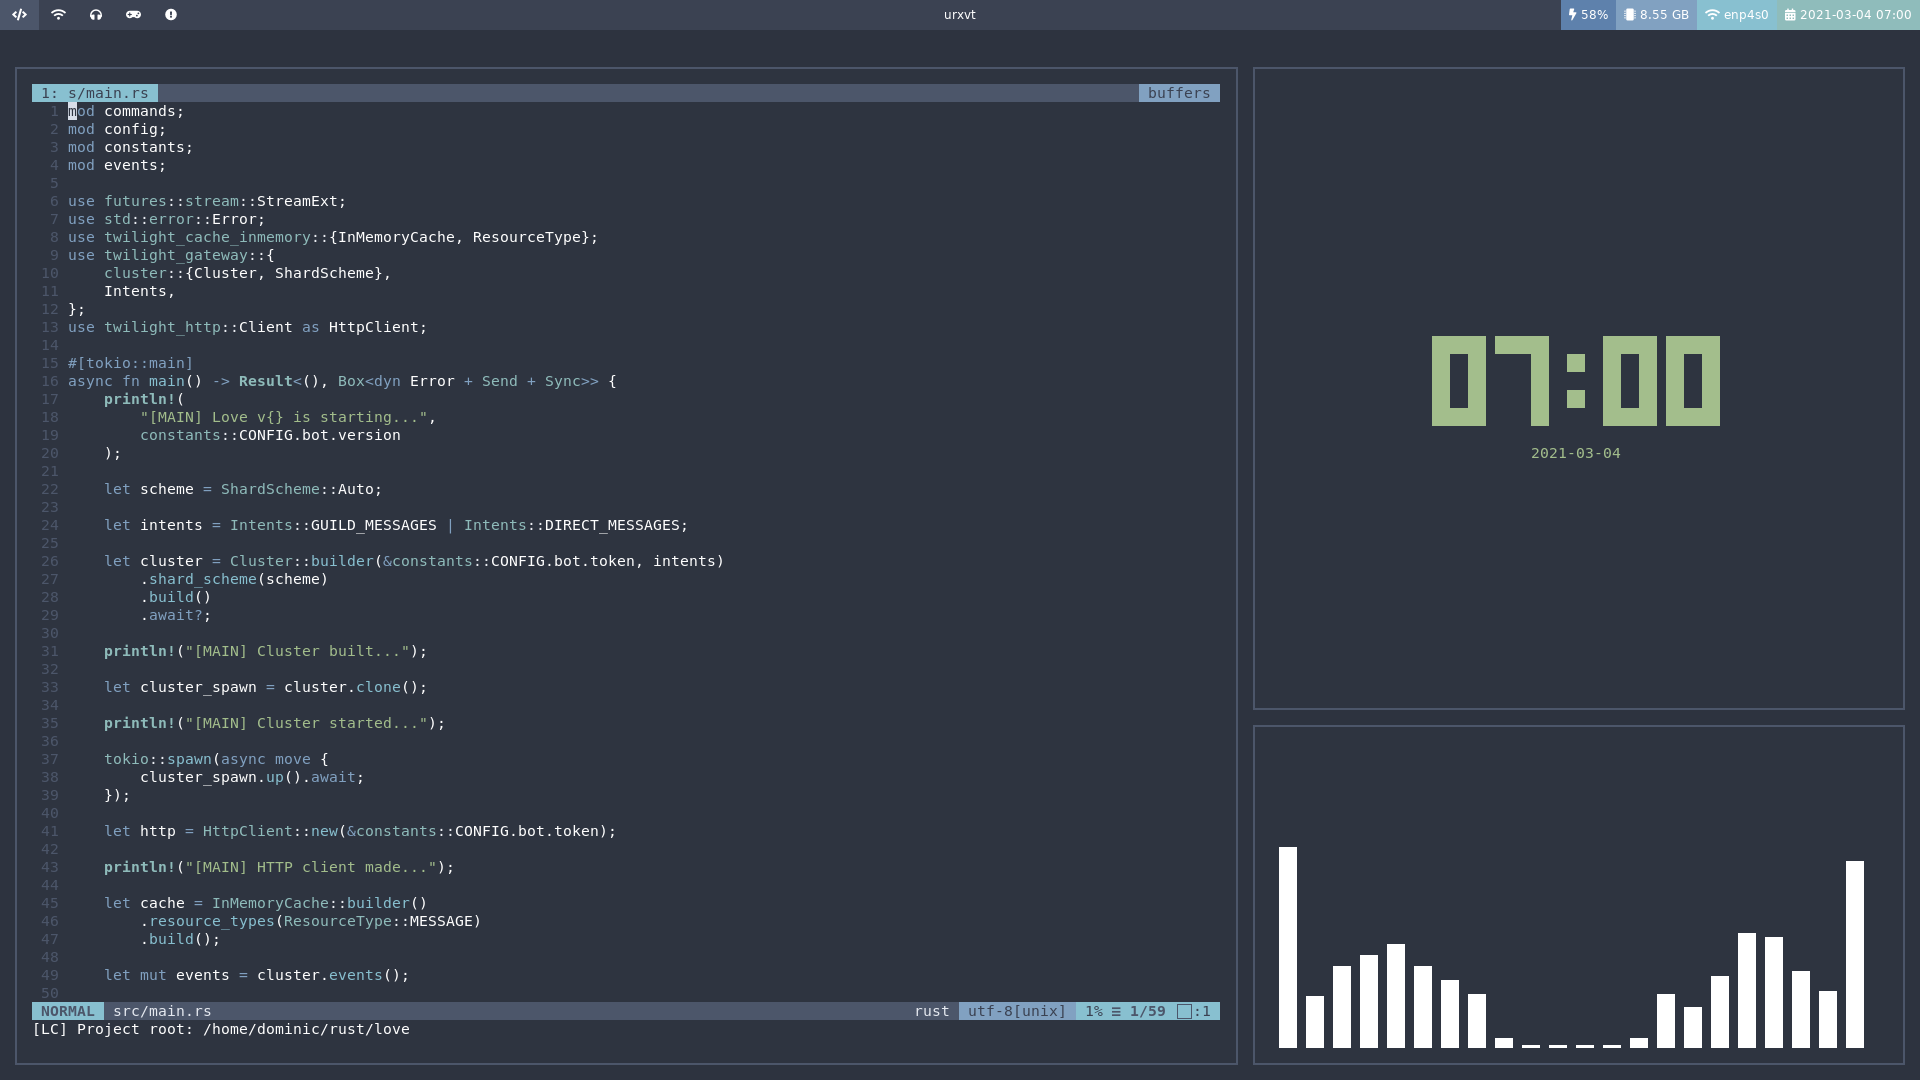 urxvt
58% 8.55 GB enp4s0 2021-03-04 07:00
1: s/main.rs buffers
1 mod commands;
2 mod config;
3 mod constants;
4 mod events;
5
6 use futures::stream::StreamExt;
7 use std::error::Error;
8 use twilight_cache_inmemory::{InMemoryCache, ResourceType};
9 use twilight_gateway::{
10     cluster::{Cluster, ShardScheme},
11     Intents,
12 };
13 use twilight_http::Client as HttpClient;
14
15 #[tokio::main]
16 async fn main() -> Result<(), Box<dyn Error + Send + Sync>> {
17     println!(
18         "[MAIN] Love v{} is starting...",
19         constants::CONFIG.bot.version
20     );
21
22     let scheme = ShardScheme::Auto;
23
24     let intents = Intents::GUILD_MESSAGES | Intents::DIRECT_MESSAGES;
25
26     let cluster = Cluster::builder(&constants::CONFIG.bot.token, intents)
27         .shard_scheme(scheme)
28         .build()
29         .await?;
30
31     println!("[MAIN] Cluster built...");
32
33     let cluster_spawn = cluster.clone();
34
35     println!("[MAIN] Cluster started...");
36
37     tokio::spawn(async move {
38         cluster_spawn.up().await;
39     });
40
41     let http = HttpClient::new(&constants::CONFIG.bot.token);
42
43     println!("[MAIN] HTTP client made...");
44
45     let cache = InMemoryCache::builder()
46         .resource_types(ResourceType::MESSAGE)
47         .build();
48
49     let mut events = cluster.events();
50
NORMAL src/main.rs rust utf-8[unix] 1% ≡ 1/59 :1
[LC] Project root: /home/dominic/rust/love
07:00
2021-03-04